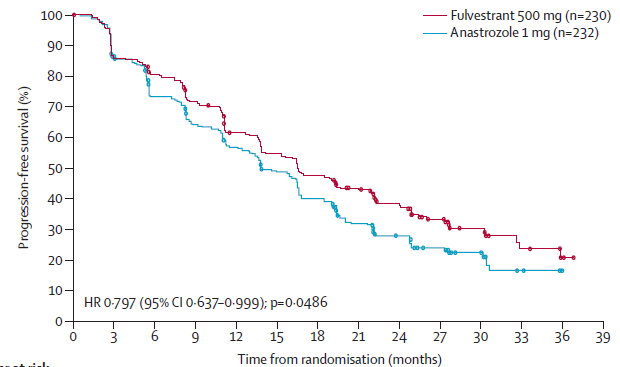 Fulvestrant 500 mg (n=230)
Anastrozole 1 mg (n=232)
Progression-free survival (%)
100
90
80
70
60
50
40
30
20
10
0
HR 0·797 (95% CI 0·637–0·999); p=0·0486
0 3 6 9 12 15 18 21 24 27 30 33 36 39
Time from randomisation (months)